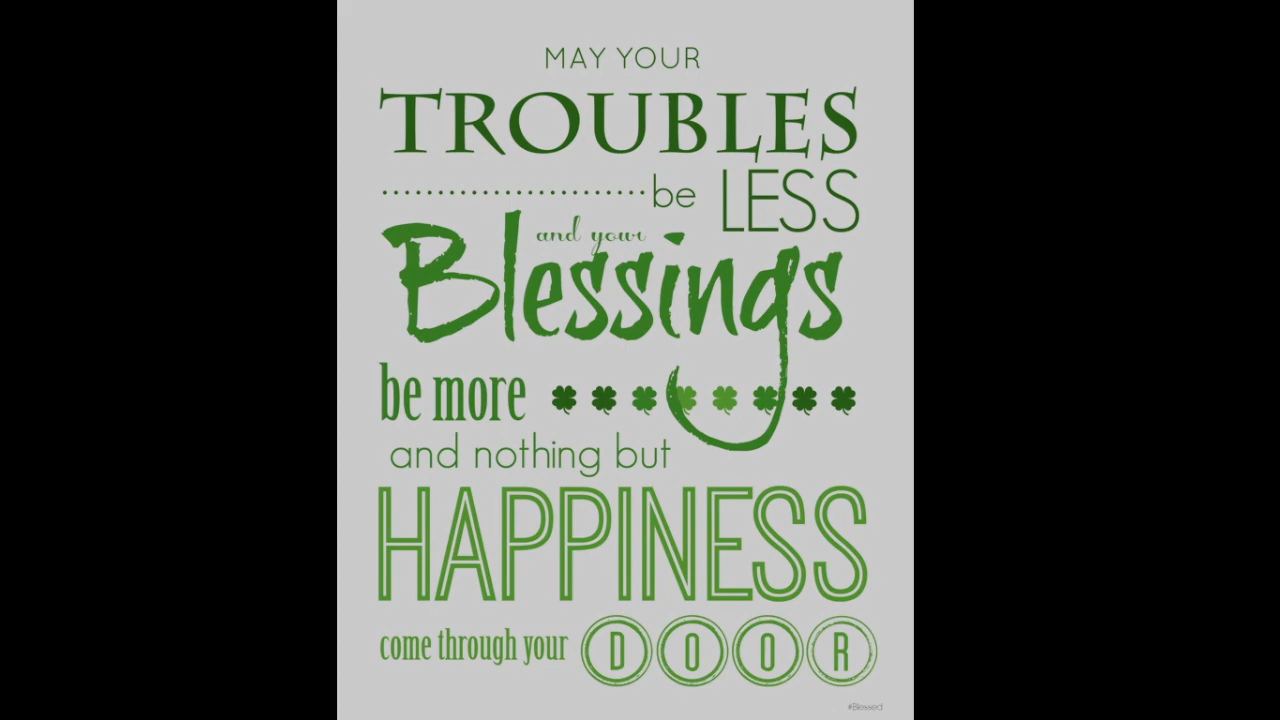 MAY YOUR
TROUBLES
be LESS
and your
Blessings
be more
and nothing but
HAPPINESS
come through your DOOR
#Blessed